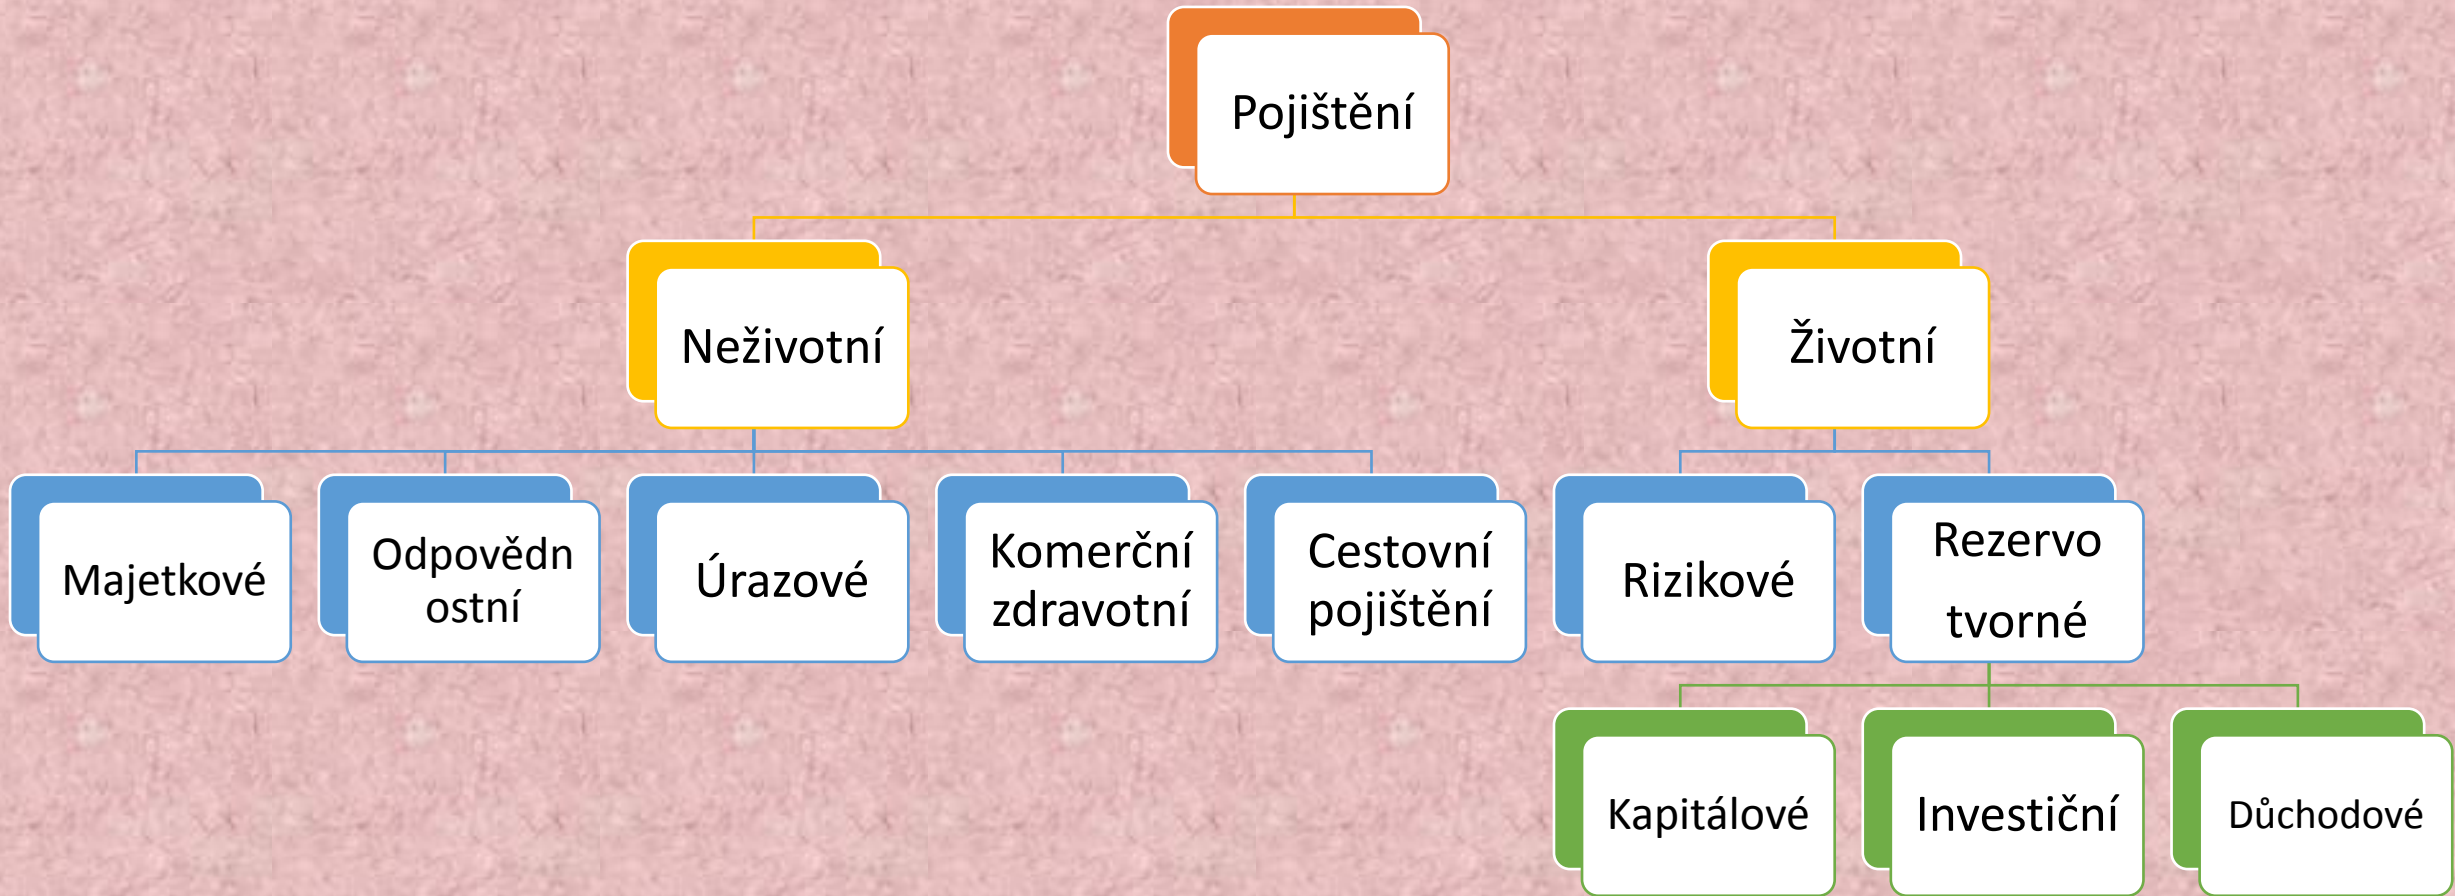 Pojištění
Neživotní
Životní
Majetkové
Odpovědn
ostní
Úrazové
Komerční
zdravotní
Cestovní
pojištění
Rizikové
Rezervo
tvorné
Kapitálové
Investiční
Důchodové